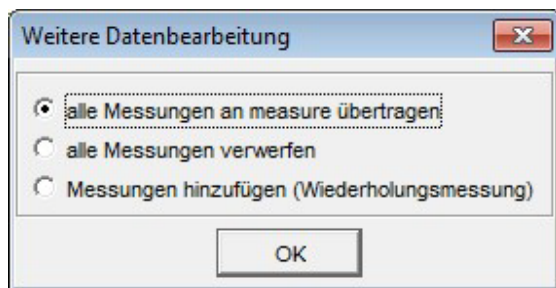 Weitere Datenbearbeitung
alle Messungen an measure übertragen
alle Messungen verwerfen
Messungen hinzufügen (Wiederholungsmessung)
OK